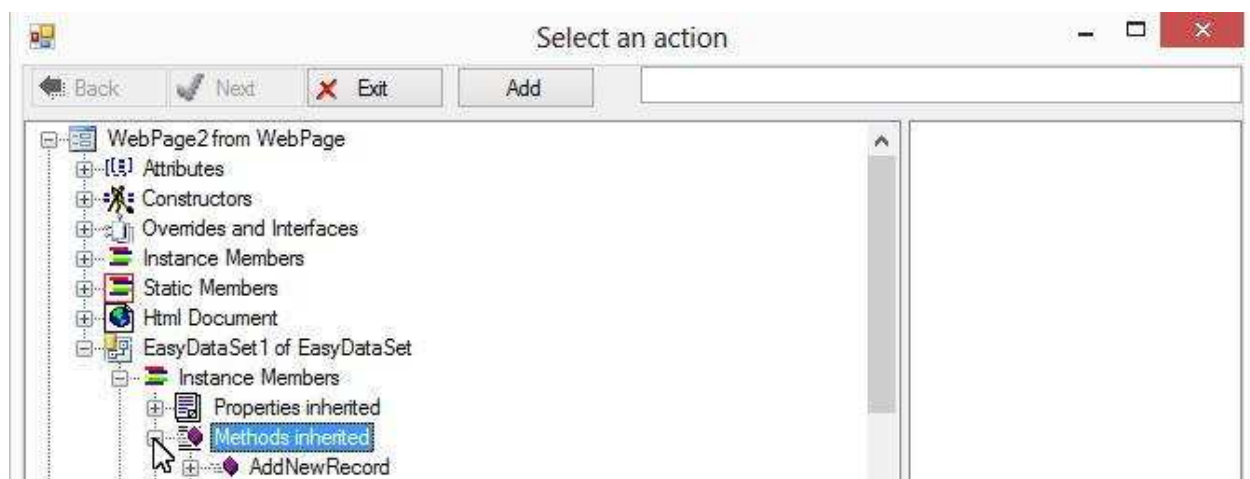 Select an action
Back Next Exit Add
WebPage2 from WebPage
Attributes
Constructors
Overrides and Interfaces
Instance Members
Static Members
Html Document
EasyDataSet1 of EasyDataSet
Instance Members
Properties inherited
Methods inherited
AddNewRecord